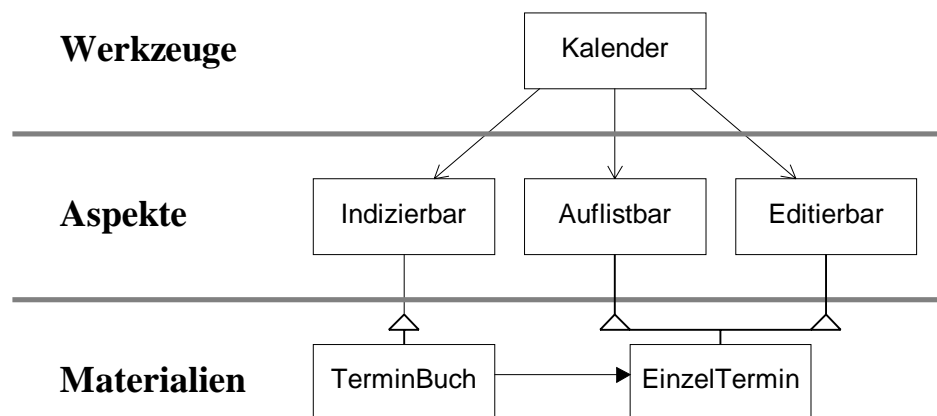 Werkzeuge
Kalender
Aspekte
Indizierbar
Auflistbar
Editierbar
Materialien
TerminBuch
EinzelTermin